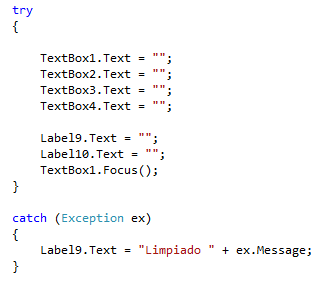 try
{
TextBox1.Text = "";
TextBox2.Text = "";
TextBox3.Text = "";
TextBox4.Text = "";
Label9.Text = "";
Label10.Text = "";
TextBox1.Focus();
}
catch (Exception ex)
{
Label9.Text = "Limpiado " + ex.Message;
}